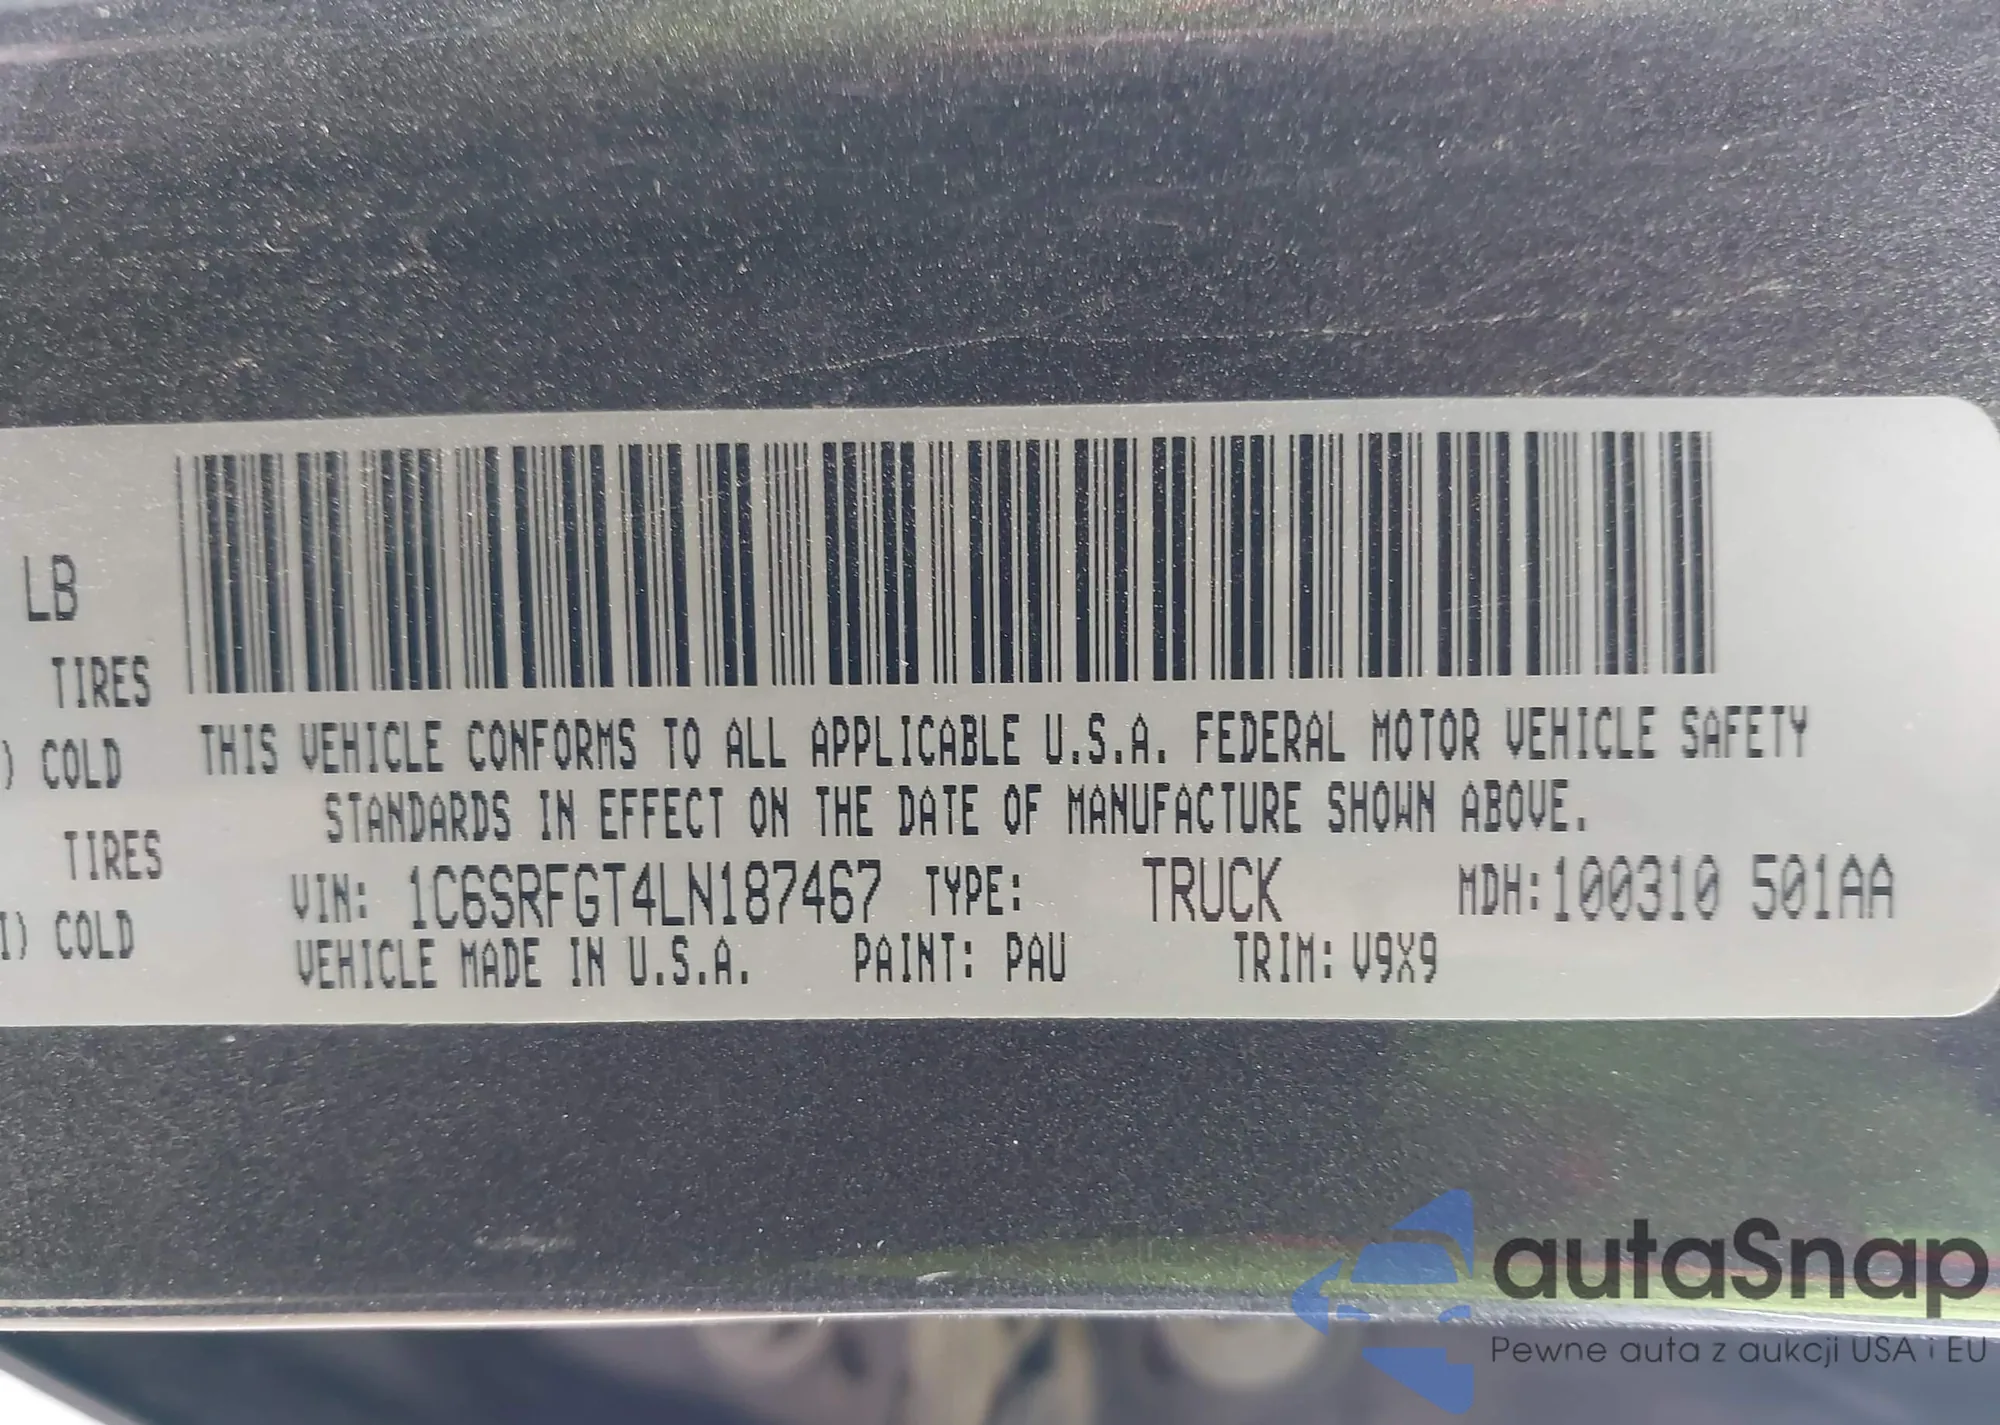 LB
TIRES
) COLD
TIRES
I) COLD
THIS VEHICLE CONFORMS TO ALL APPLICABLE U.S.A. FEDERAL MOTOR VEHICLE SAFETY
STANDARDS IN EFFECT ON THE DATE OF MANUFACTURE SHOWN ABOVE.
VIN: 1C6SRFGT4LN187467 TYPE: TRUCK MDH:100310 501AA
VEHICLE MADE IN U.S.A. PAINT: PAU TRIM: V9X9
autaSnap
Pewne auta z aukcji USA i EU